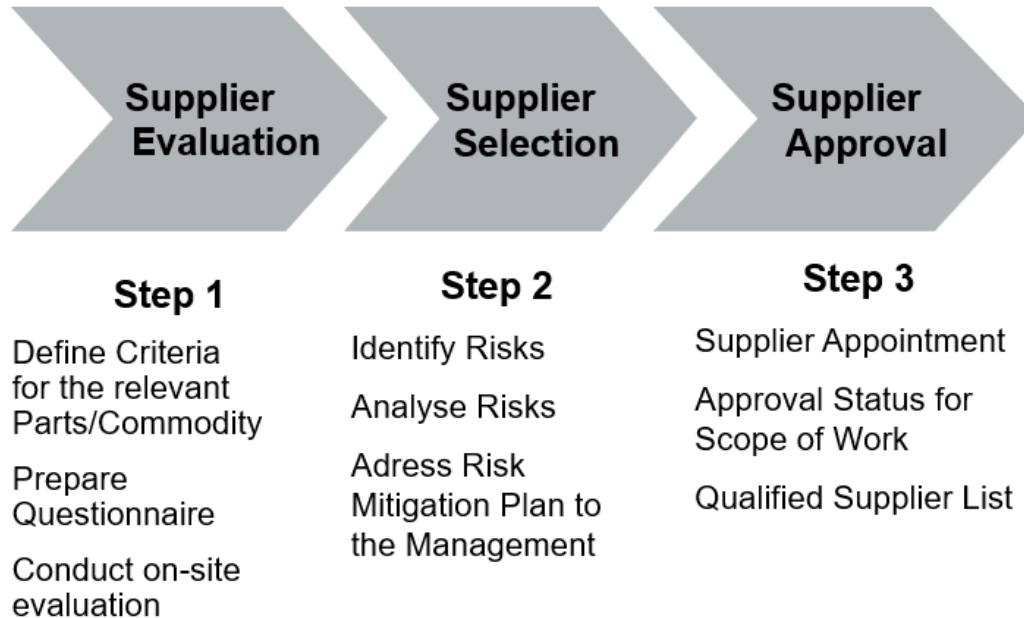 Supplier
Evaluation
Supplier
Selection
Supplier
Approval
Step 1
Define Criteria
for the relevant
Parts/Commodity
Prepare
Questionnaire
Conduct on-site
evaluation
Step 2
Identify Risks
Analyse Risks
Adress Risk
Mitigation Plan to
the Management
Step 3
Supplier Appointment
Approval Status for
Scope of Work
Qualified Supplier List